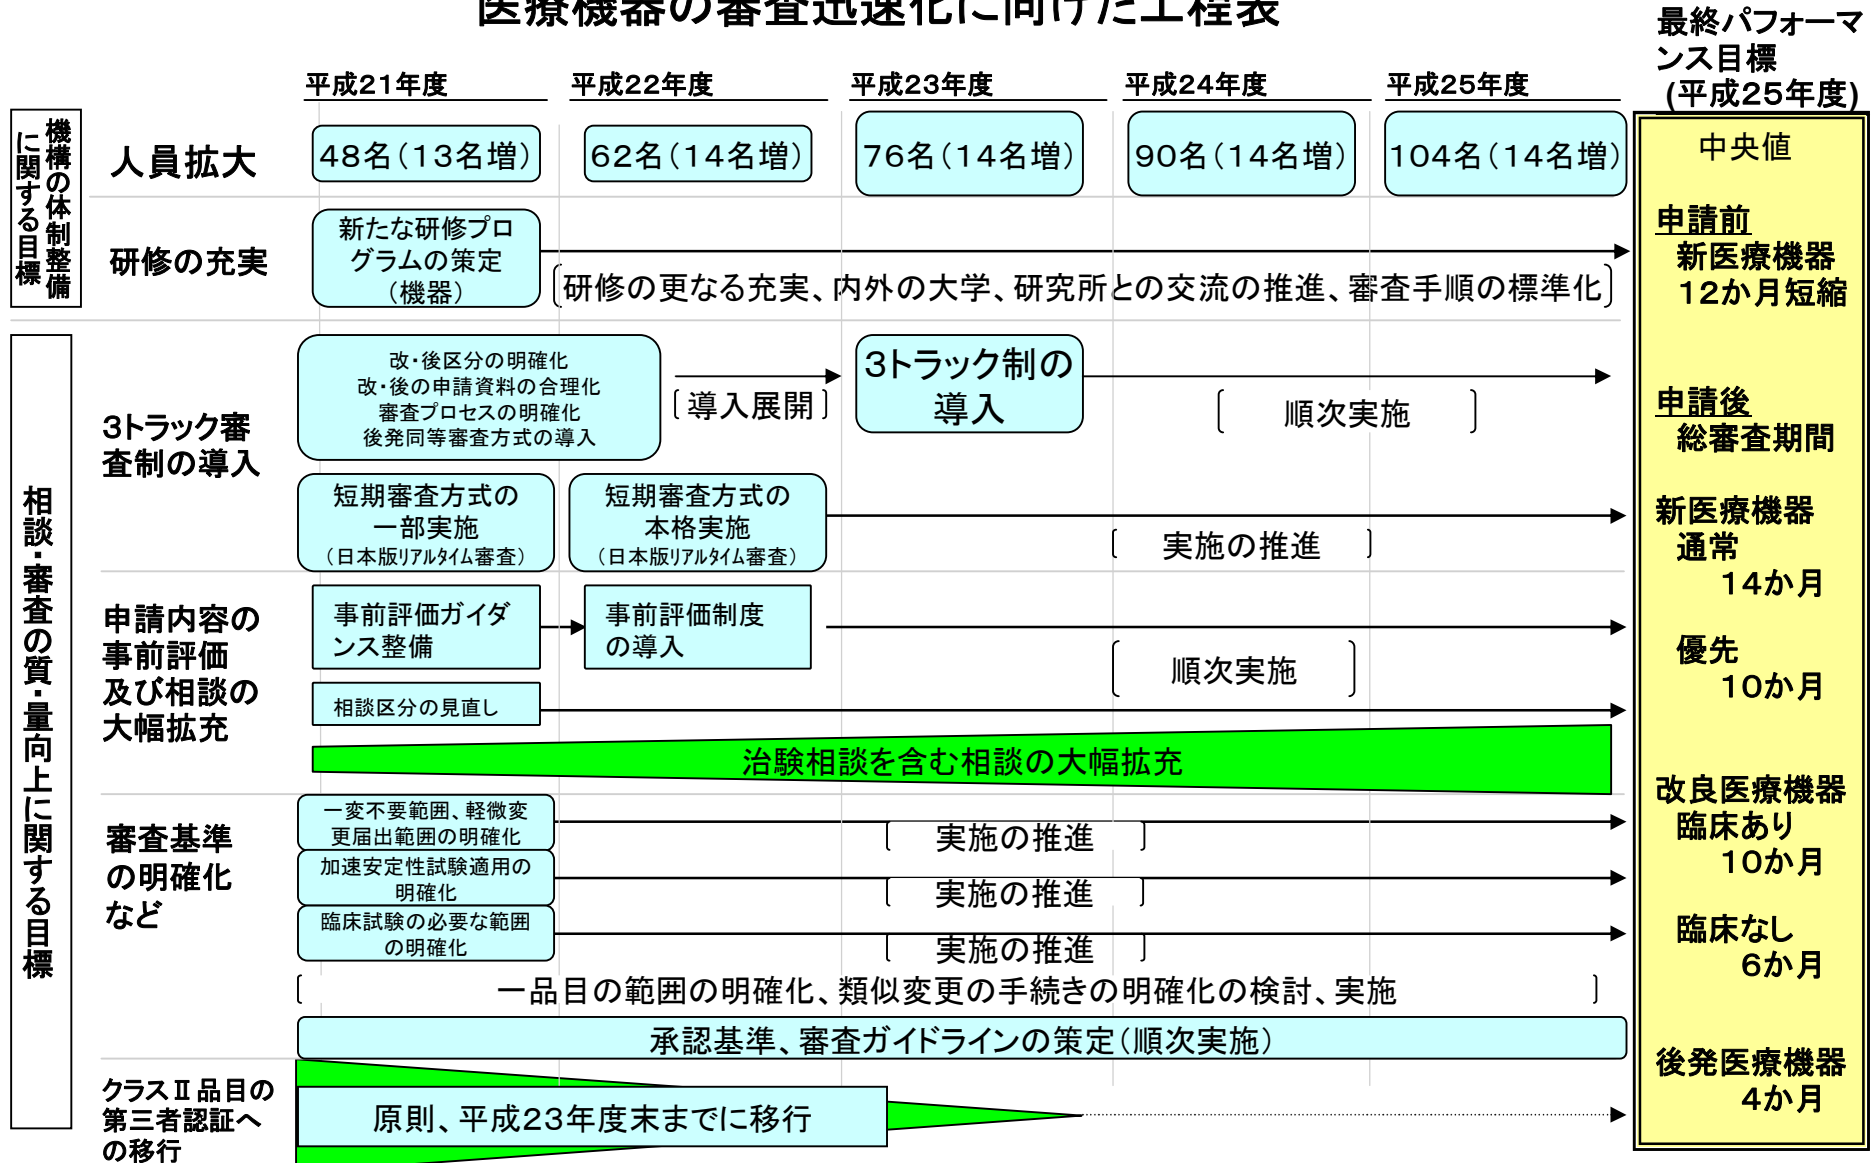 医療機器の審査迅速化に向けた工程表
最終パフォーマ
ンス目標
(平成25年度)
平成21年度
平成22年度
平成23年度
平成24年度
平成25年度
機構の体制整備
に関する目標
人員拡大
48名(13名増)
62名(14名増)
76名(14名増)
90名(14名増)
104名(14名増)
研修の充実
新たな研修プロ
グラムの策定
(機器)
研修の更なる充実、内外の大学、研究所との交流の推進、審査手順の標準化
相談・審査の質・量向上に関する目標
3トラック審
査制の導入
改・後区分の明確化
改・後の申請資料の合理化
審査プロセスの明確化
後発同等審査方式の導入
導入展開
3トラック制の
導入
順次実施
短期審査方式の
一部実施
(日本版リアルタイム審査)
短期審査方式の
本格実施
(日本版リアルタイム審査)
実施の推進
申請内容の
事前評価
及び相談の
大幅拡充
事前評価ガイダ
ンス整備
事前評価制度
の導入
順次実施
相談区分の見直し
治験相談を含む相談の大幅拡充
審査基準
の明確化
など
一変不要範囲、軽微変
更届出範囲の明確化
実施の推進
加速安定性試験適用の
明確化
実施の推進
臨床試験の必要な範囲
の明確化
実施の推進
一品目の範囲の明確化、類似変更の手続きの明確化の検討、実施
承認基準、審査ガイドラインの策定(順次実施)
クラスⅡ品目の
第三者認証へ
の移行
原則、平成23年度末までに移行
中央値
申請前
新医療機器
12か月短縮
申請後
総審査期間
新医療機器
通常
14か月
優先
10か月
改良医療機器
臨床あり
10か月
臨床なし
6か月
後発医療機器
4か月